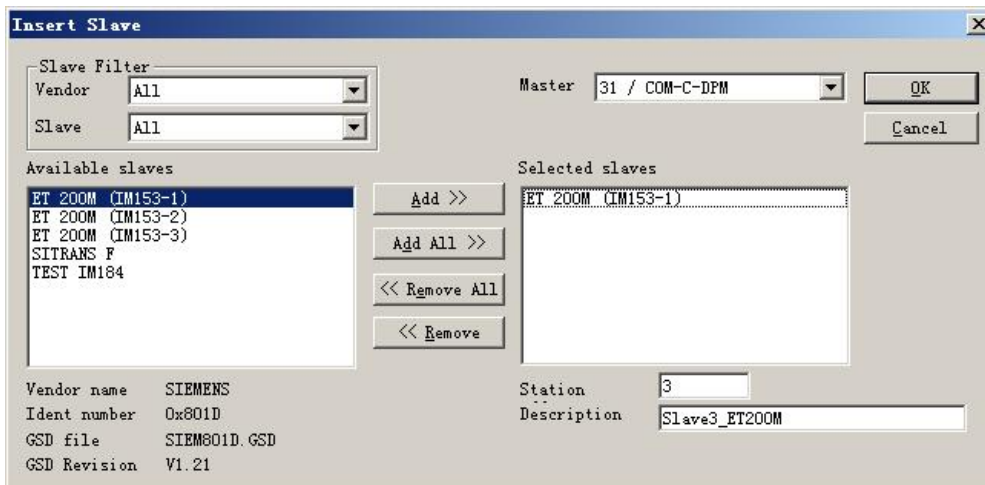 Insert Slave
Slave Filter
Vendor All
Slave All
Master 31 / COM-C-DPM
OK
Cancel
Available slaves
ET 200M (IM153-1)
ET 200M (IM153-2)
ET 200M (IM153-3)
SITRANS F
TEST IM184
Add >>
Add All >>
<< Remove All
<< Remove
Selected slaves
ET 200M (IM153-1)
Vendor name SIEMENS
Ident number 0x801D
GSD file SIEM801D.GSD
GSD Revision V1.21
Station 3
Description Slave3_ET200M